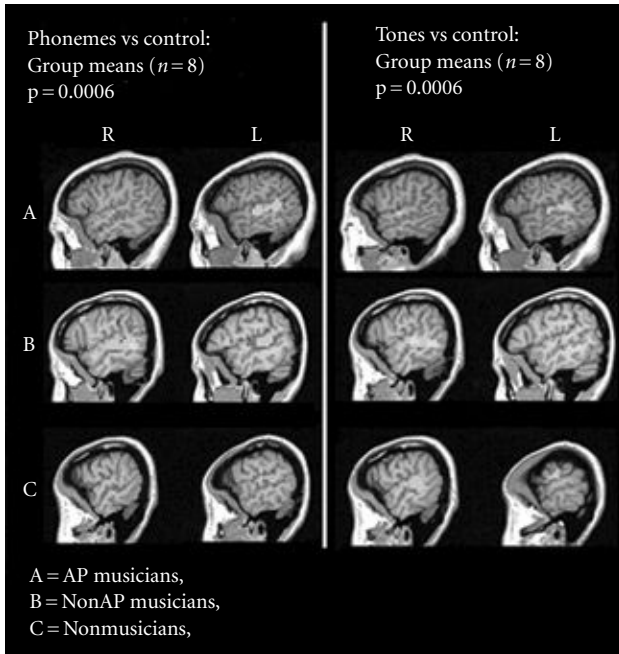 Phonemes vs control:
Group means (n = 8)
p = 0.0006
Tones vs control:
Group means (n = 8)
p = 0.0006
R L R L
A
B
C
A = AP musicians,
B = NonAP musicians,
C = Nonmusicians,